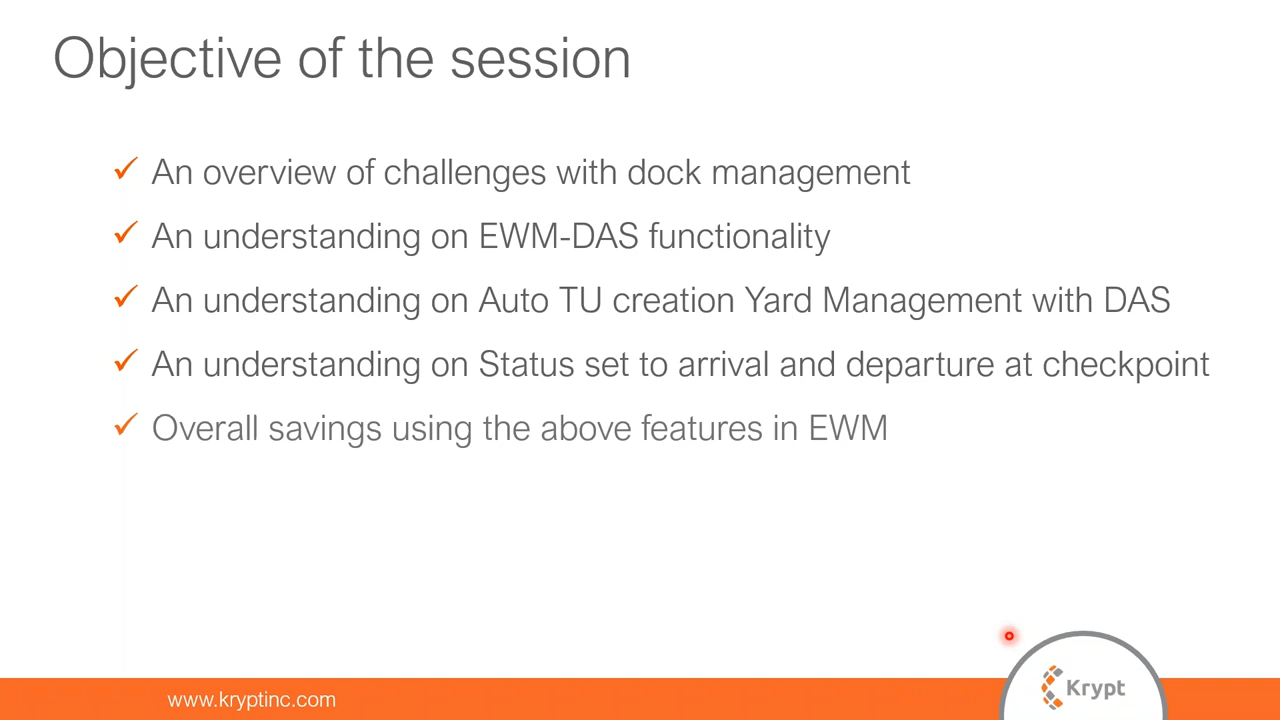 Objective of the session
An overview of challenges with dock management
An understanding on EWM-DAS functionality
An understanding on Auto TU creation Yard Management with DAS
An understanding on Status set to arrival and departure at checkpoint
Overall savings using the above features in EWM
www.kryptinc.com
Krypt